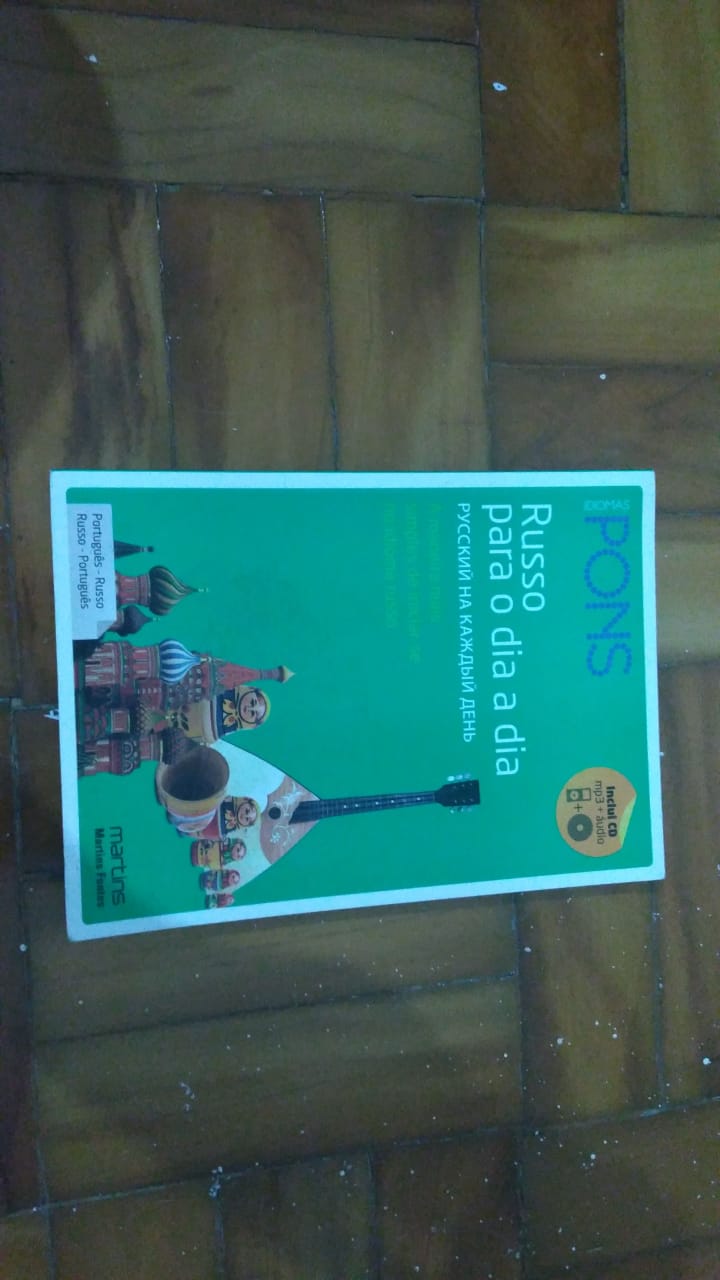 IDIOMAS
PONS
Russo
para o dia a dia
РУССКИЙ НА КАЖДЫЙ ДЕНЬ
Inclui CD
mp3 + áudio
Português - Russo
Russo - Português
martins
Martins Fontes